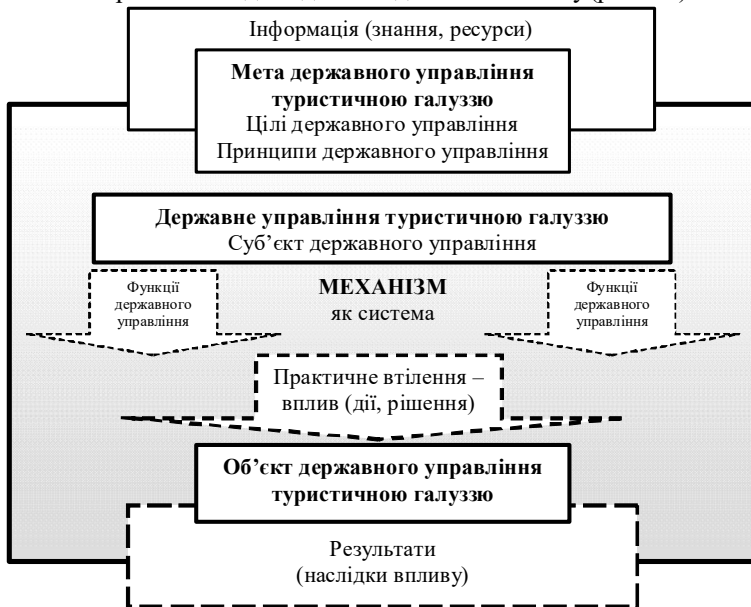 Інформація (знання, ресурси)
Мета державного управління
туристичною галуззю
Цілі державного управління
Принципи державного управління
Державне управління туристичною галуззю
Суб’єкт державного управління
Функції
державного
управління
МЕХАНІЗМ
як система
Функції
державного
управління
Практичне втілення –
вплив (дії, рішення)
Об’єкт державного управління
туристичною галуззю
Результати
(наслідки впливу)